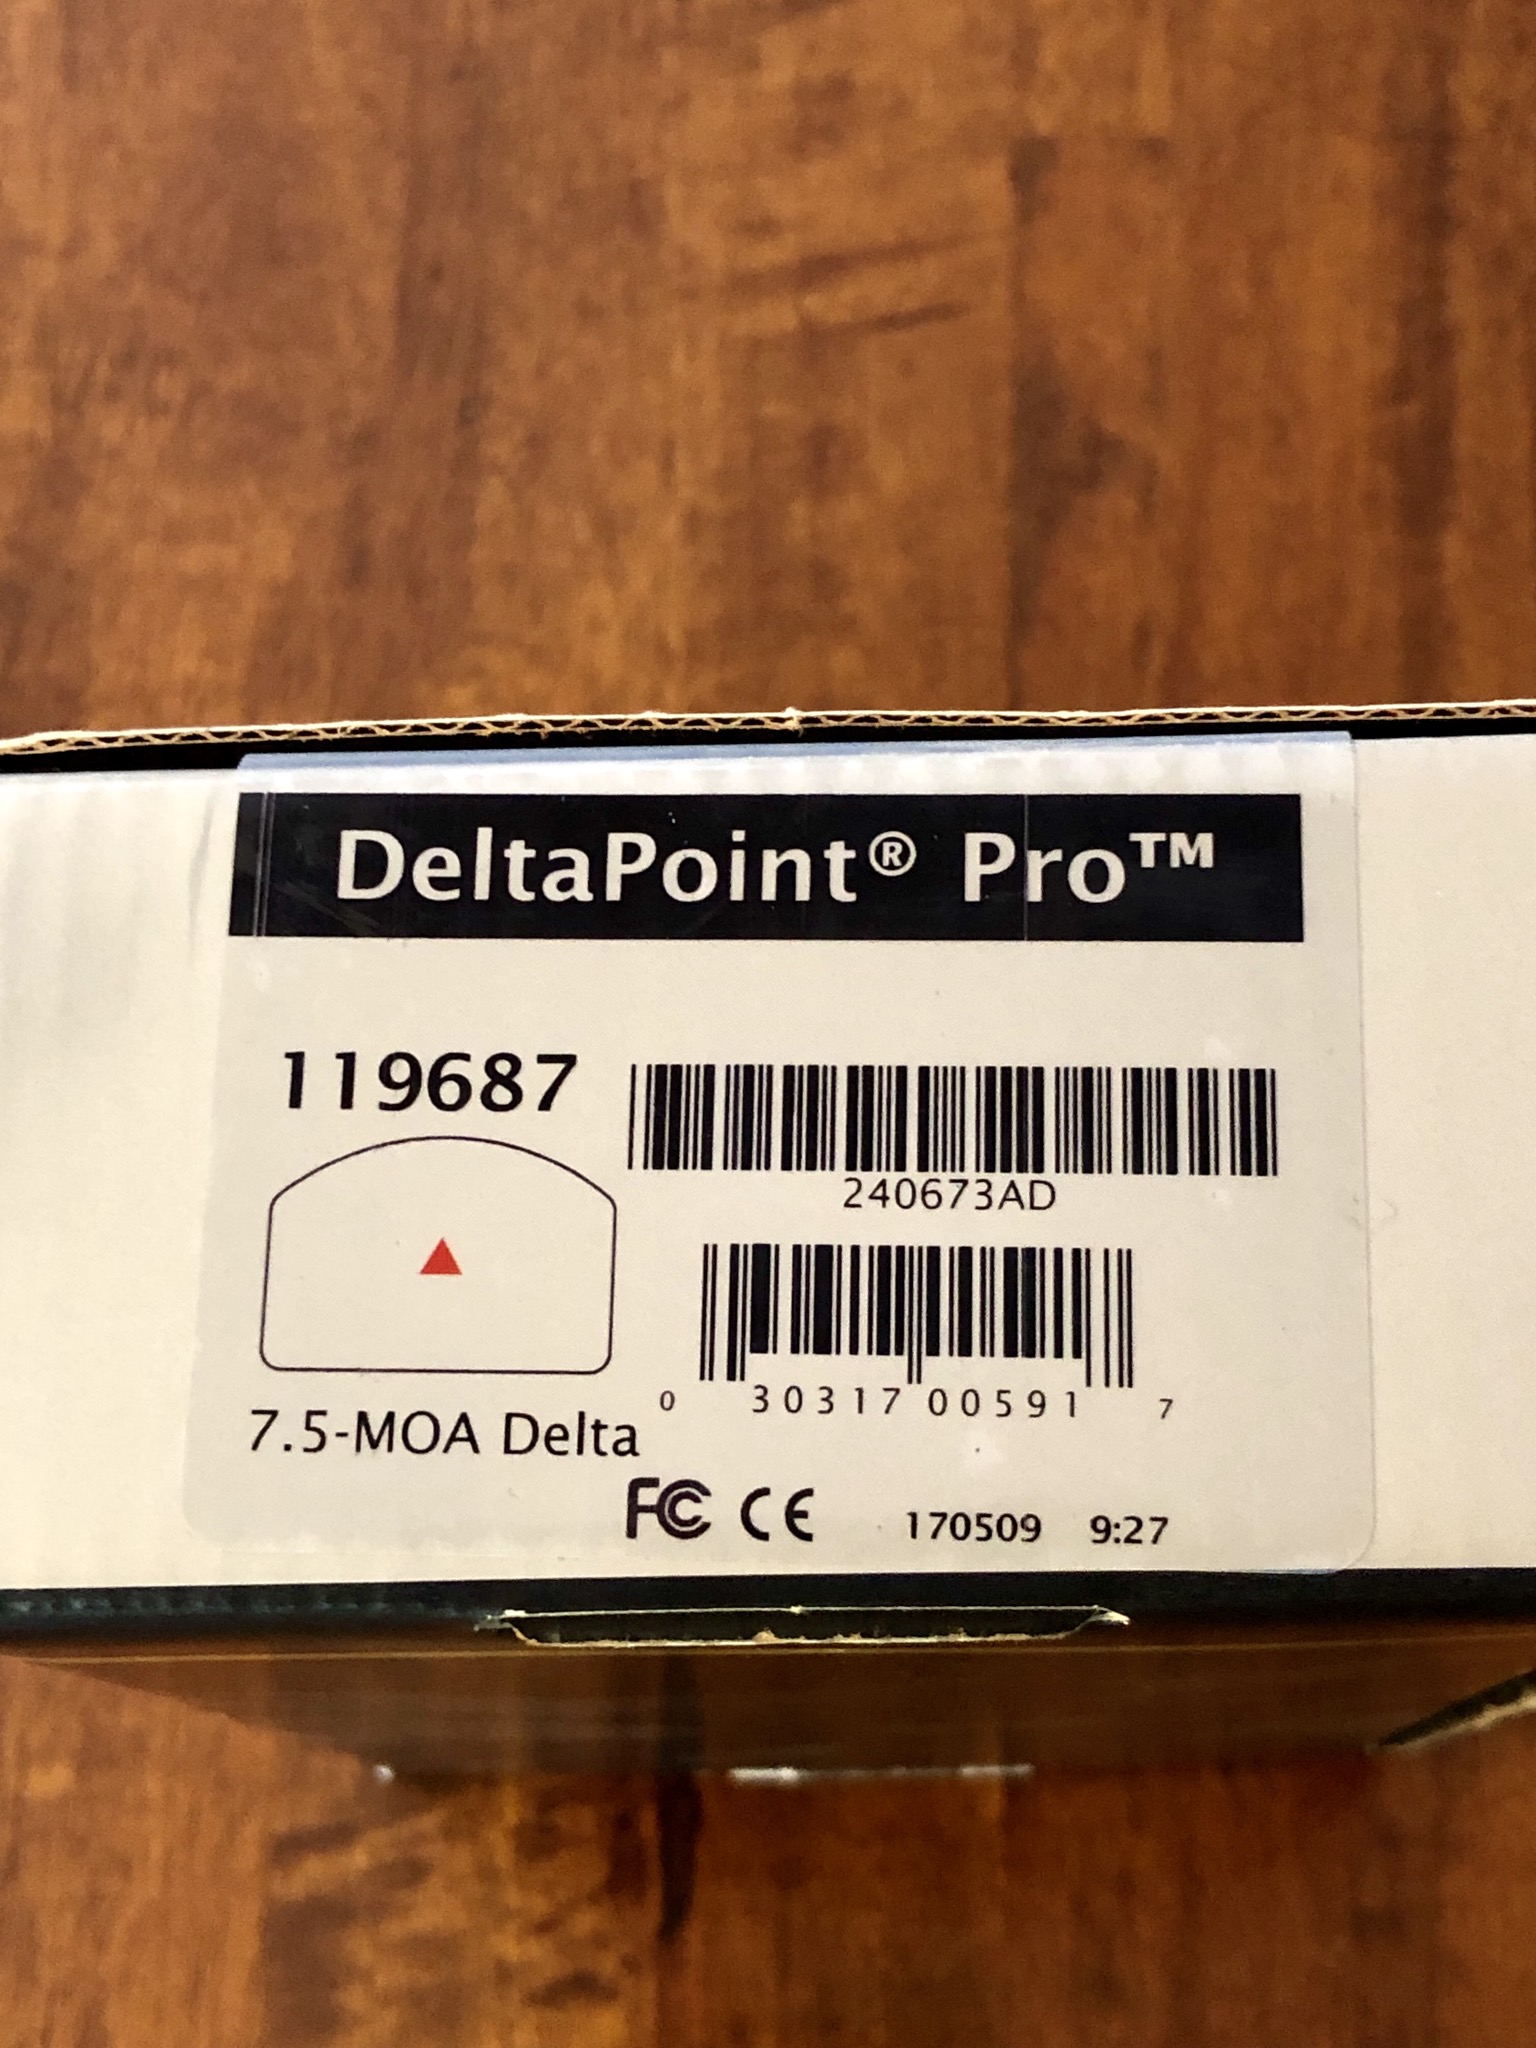 DeltaPoint® Pro™
119687
240673AD
0 30317 00591 7
7.5-MOA Delta
FC CE 170509 9:27